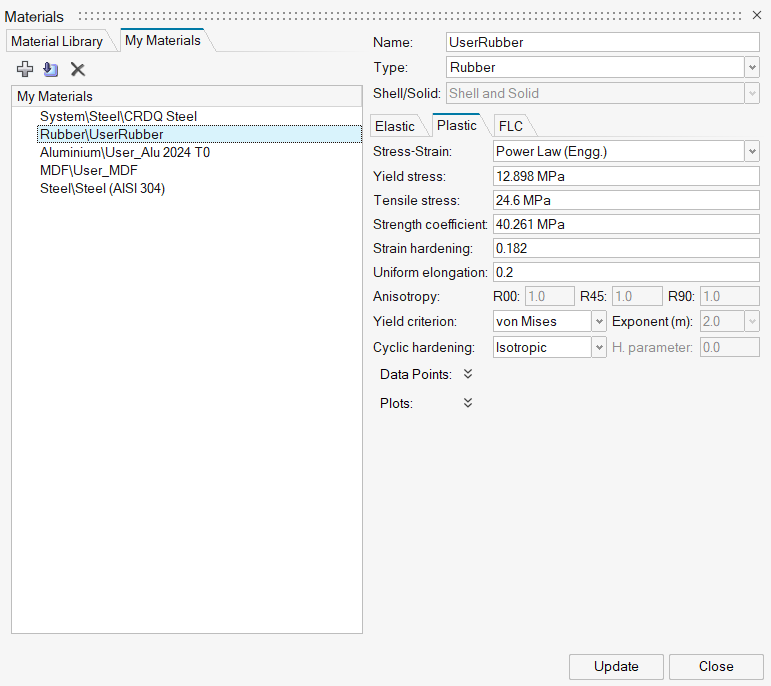 Materials
Material Library
My Materials
My Materials
System\Steel\CRDQ Steel
Rubber\UserRubber
Aluminium\User_Alu 2024 T0
MDF\User_MDF
Steel\Steel (AISI 304)
Name: UserRubber
Type: Rubber
Shell/Solid: Shell and Solid
Elastic Plastic FLC
Stress-Strain: Power Law (Engg.)
Yield stress: 12.898 MPa
Tensile stress: 24.6 MPa
Strength coefficient: 40.261 MPa
Strain hardening: 0.182
Uniform elongation: 0.2
Anisotropy: R00: 1.0 R45: 1.0 R90: 1.0
Yield criterion: von Mises Exponent (m): 2.0
Cyclic hardening: Isotropic H. parameter: 0.0
Data Points:
Plots:
Update Close